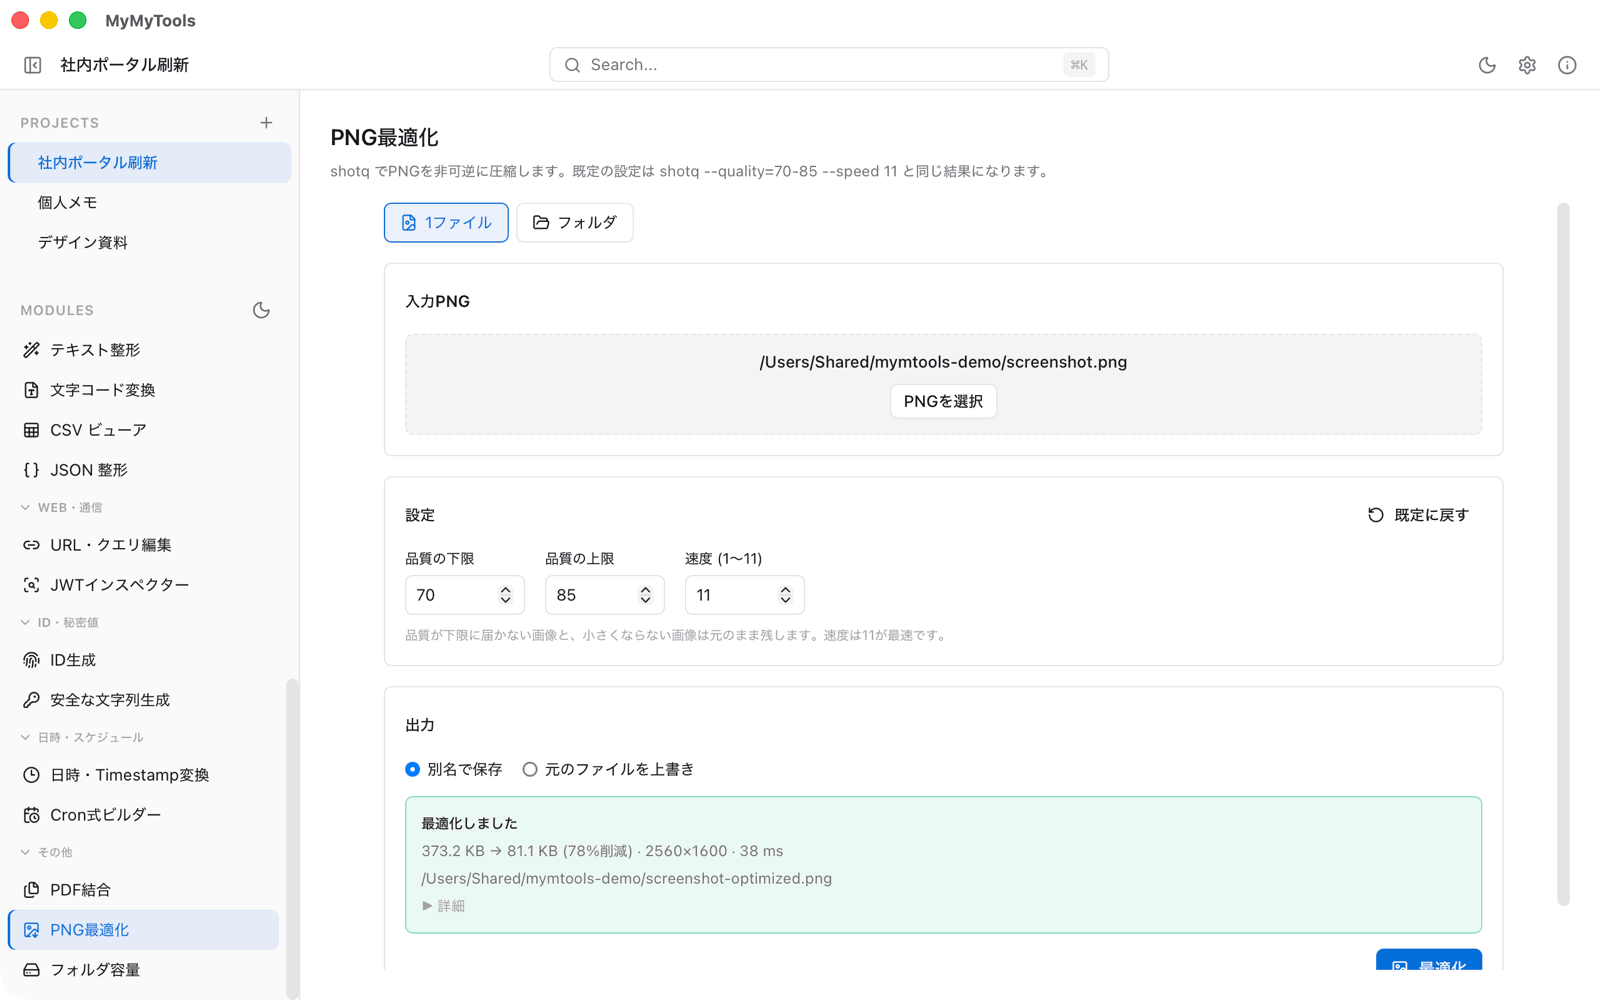 MyMyTools
社内ポータル刷新
Search...
⌘K
PROJECTS
社内ポータル刷新
個人メモ
デザイン資料
MODULES
テキスト整形
文字コード変換
CSV ビューア
JSON 整形
WEB・通信
URL・クエリ編集
JWTインスペクター
ID・秘密値
ID生成
安全な文字列生成
日時・スケジュール
日時・Timestamp変換
Cron式ビルダー
その他
PDF結合
PNG最適化
フォルダ容量
PNG最適化
shotq でPNGを非可逆に圧縮します。既定の設定は shotq --quality=70-85 --speed 11 と同じ結果になります。
1ファイル
フォルダ
入力PNG
/Users/Shared/mymtools-demo/screenshot.png
PNGを選択
設定
既定に戻す
品質の下限 品質の上限 速度 (1〜11)
70 85 11
品質が下限に届かない画像と、小さくならない画像は元のまま残します。速度は11が最速です。
出力
別名で保存 元のファイルを上書き
最適化しました
373.2 KB → 81.1 KB (78%削減) · 2560×1600 · 38 ms
/Users/Shared/mymtools-demo/screenshot-optimized.png
▶ 詳細
最適化